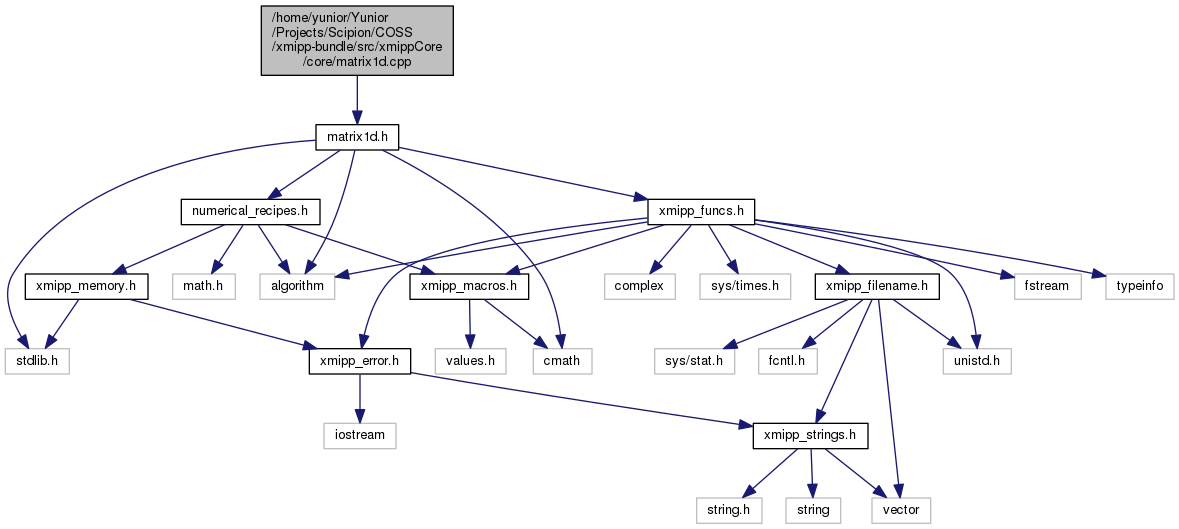 /home/yunior/Yunior
/Projects/Scipion/COSS
/xmipp-bundle/src/xmippCore
/core/matrix1d.cpp
matrix1d.h
numerical_recipes.h
xmipp_funcs.h
xmipp_memory.h
math.h
algorithm
xmipp_macros.h
complex
sys/times.h
xmipp_filename.h
fstream
typeinfo
stdlib.h
xmipp_error.h
values.h
cmath
sys/stat.h
fcntl.h
unistd.h
iostream
xmipp_strings.h
string.h
string
vector